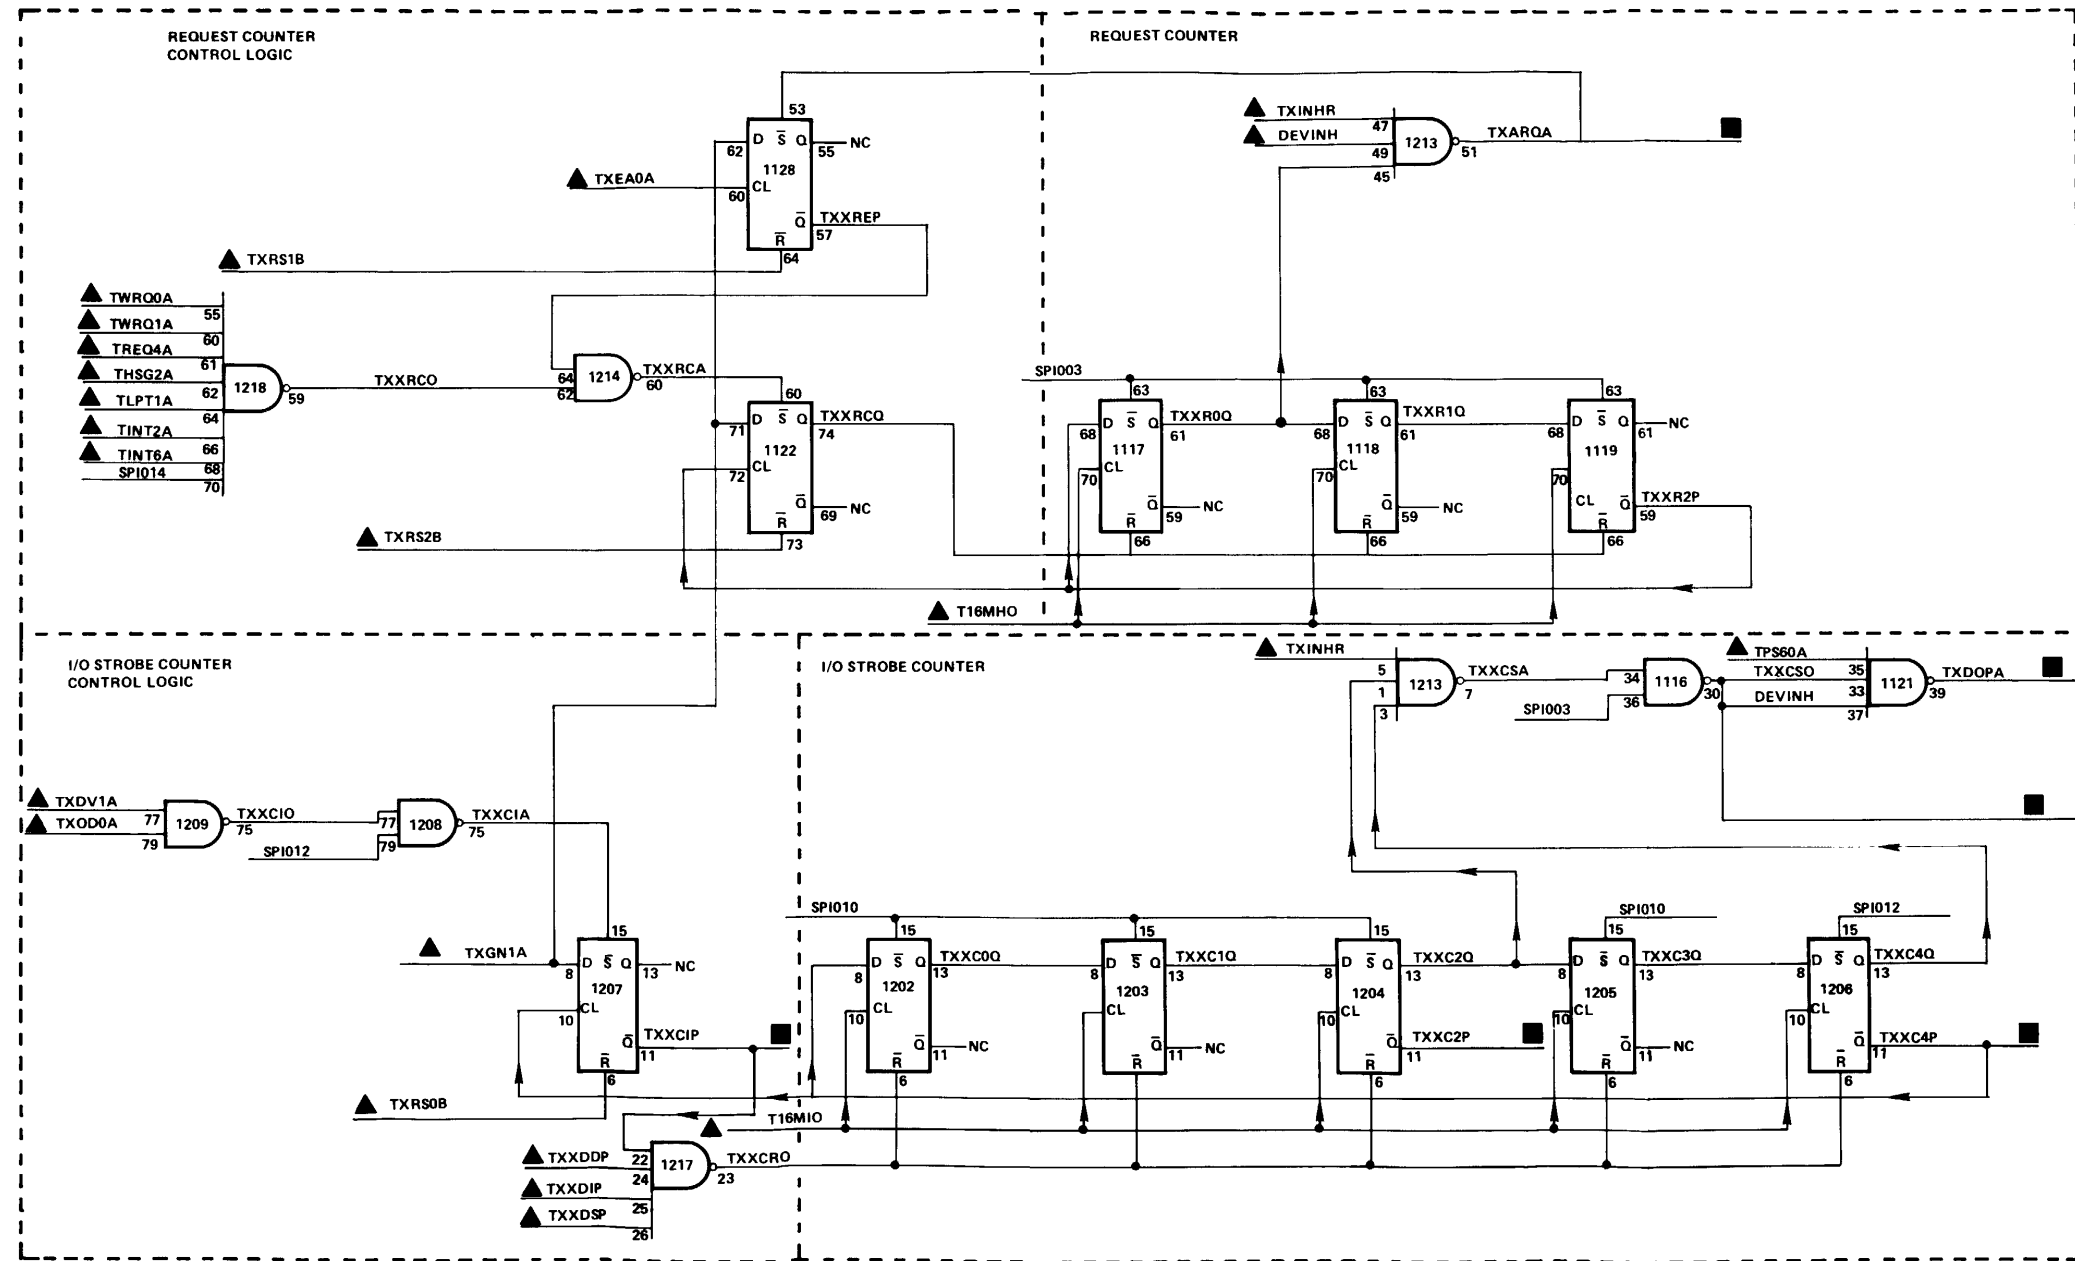 REQUEST COUNTER
CONTROL LOGIC
REQUEST COUNTER
53
D S̅ Q
62
55
NC
1128
TXEA0A
CL
60
Q̅
TXXREP
57
R̅
64
TXRS1B
TXINHR
47
DEVINH
49
45
1213
51
TXARQA
TWRQ0A
55
TWRQ1A
60
TREQ4A
61
THSG2A
62
TLPT1A
64
TINT2A
66
TINT6A
68
SPI014
70
1218
59
TXXRCO
64
62
1214
60
TXXRCA
60
D S̅ Q
71
74
TXXRCQ
1122
CL
72
Q̅
69
NC
R̅
73
TXRS2B
SPI003
63
D S̅ Q
68
61
TXXR0Q
1117
CL
70
Q̅
59
NC
R̅
66
63
D S̅ Q
68
61
TXXR1Q
1118
CL
70
Q̅
59
NC
R̅
66
63
D S̅ Q
68
61
NC
1119
70
CL
Q̅
TXXR2P
59
R̅
66
T16MHO
I/O STROBE COUNTER
CONTROL LOGIC
TXDV1A
77
TXOD0A
79
1209
75
TXXCIO
77
79
SPI012
1208
75
TXXCIA
15
TXGN1A
D S̅ Q
8
13
NC
1207
CL
10
Q̅
TXXCIP
11
R̅
6
TXRS0B
TXXDDP
22
24
TXXDIP
25
TXXDSP
26
1217
23
TXXCRO
I/O STROBE COUNTER
TXINHR
5
1
3
1213
7
TXXCSA
34
36
SPI003
1116
30
TPS60A
35
TXXCSO
33
DEVINH
37
1121
39
TXDOPA
SPI010
15
D S̅ Q
8
13
TXXC0Q
1202
CL
10
Q̅
11
NC
R̅
6
15
D S̅ Q
8
13
TXXC1Q
1203
CL
Q̅
11
NC
R̅
15
D S̅ Q
8
13
TXXC2Q
1204
CL
10
Q̅
TXXC2P
11
R̅
6
SPI010
15
D S̅ Q
8
13
TXXC3Q
1205
CL
10
Q̅
11
NC
R̅
6
SPI012
15
D S̅ Q
8
13
TXXC4Q
1206
CL
10
Q̅
TXXC4P
11
R̅
6
T16MIO